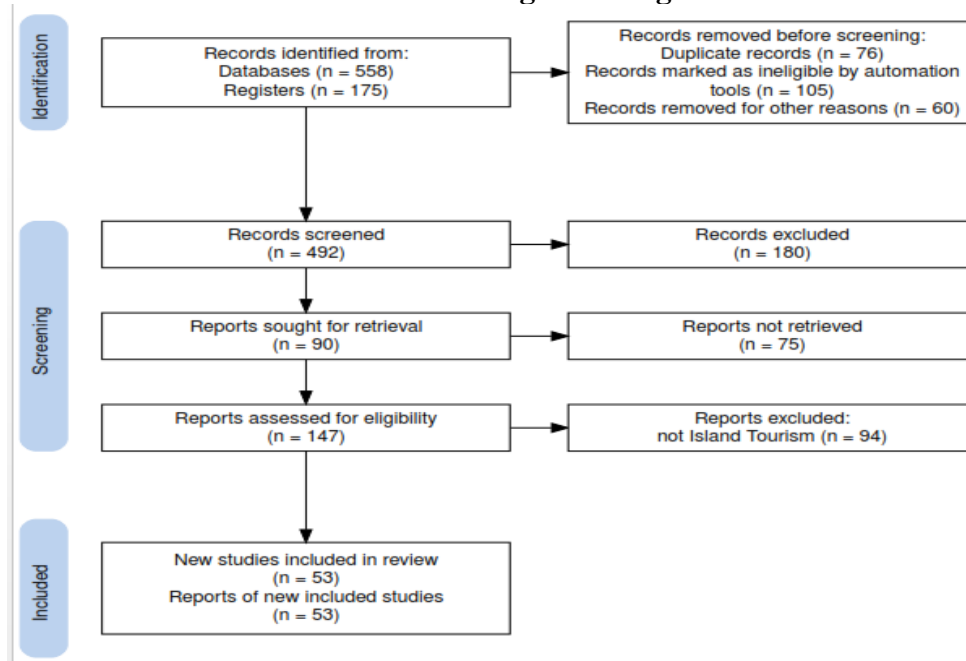 Identification
Records identified from:
Databases (n = 558)
Registers (n = 175)
Records removed before screening:
Duplicate records (n = 76)
Records marked as ineligible by automation
tools (n = 105)
Records removed for other reasons (n = 60)
Screening
Records screened
(n = 492)
Records excluded
(n = 180)
Reports sought for retrieval
(n = 90)
Reports not retrieved
(n = 75)
Reports assessed for eligibility
(n = 147)
Reports excluded:
not Island Tourism (n = 94)
Included
New studies included in review
(n = 53)
Reports of new included studies
(n = 53)